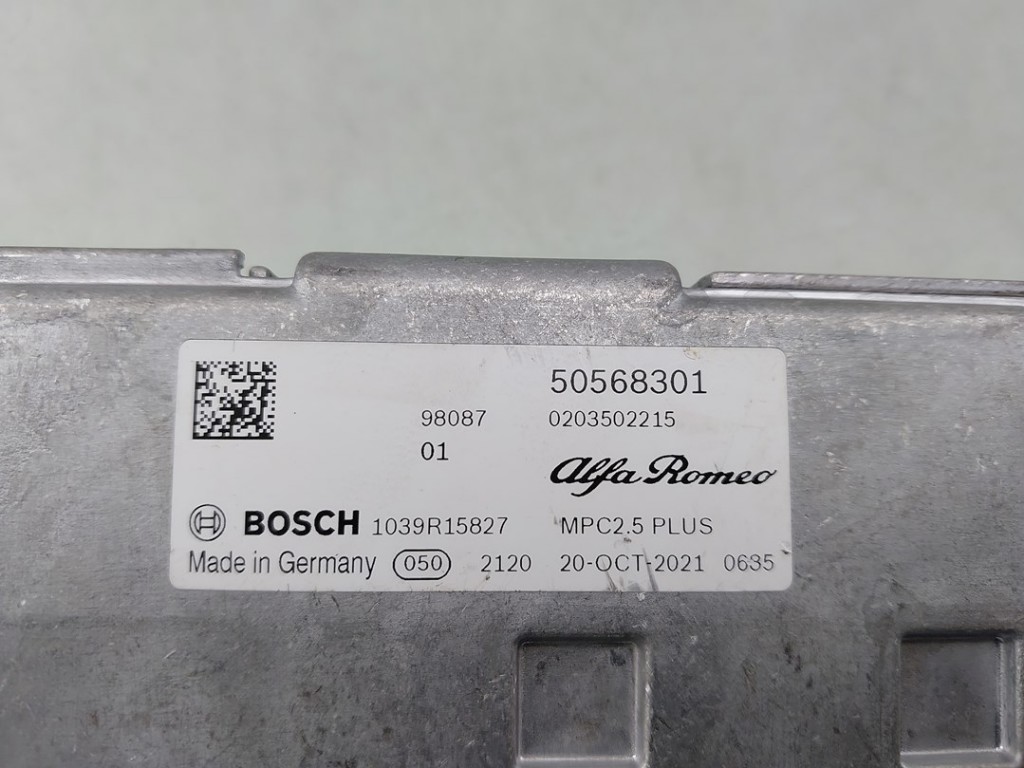 50568301
98087 0203502215
01
Alfa Romeo
BOSCH 1039R15827 MPC2.5 PLUS
Made in Germany 050 2120 20-OCT-2021 0635